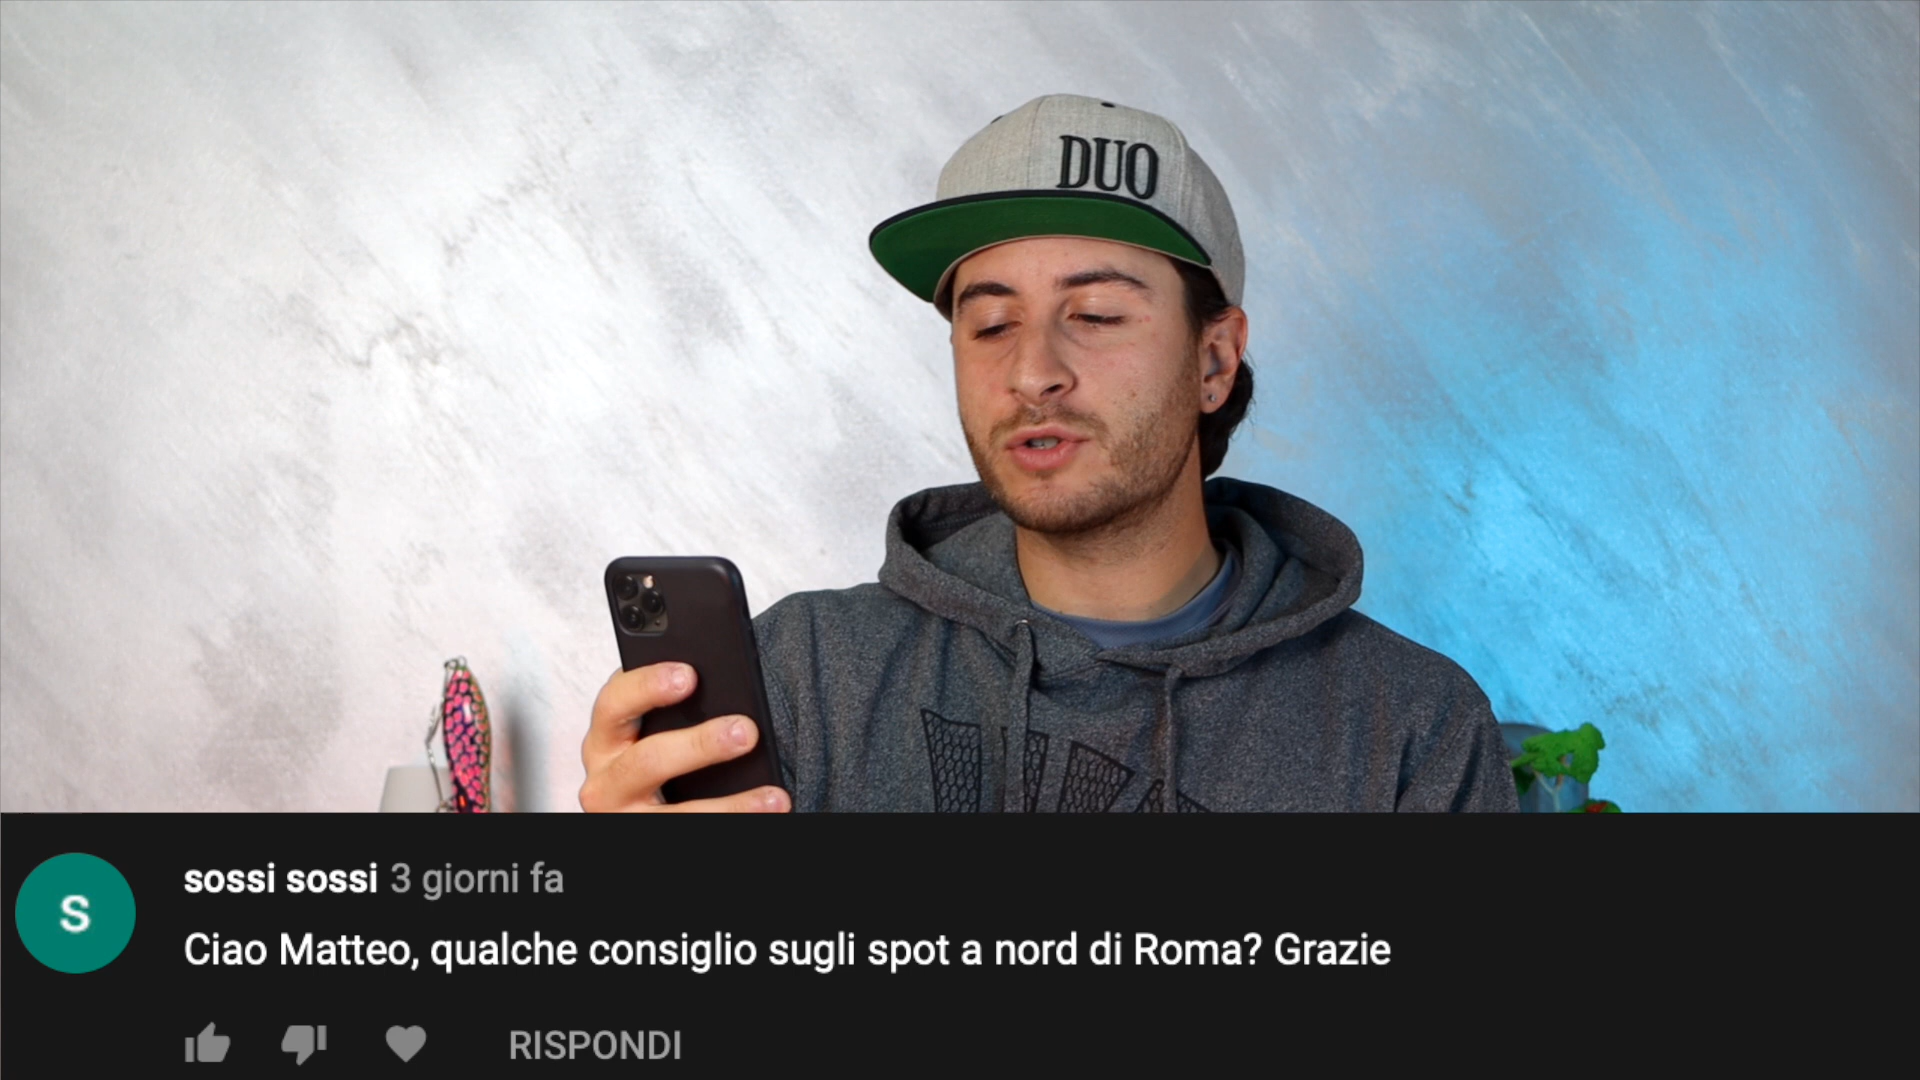 DUO
sossi sossi 3 giorni fa
S
Ciao Matteo, qualche consiglio sugli spot a nord di Roma? Grazie
RISPONDI